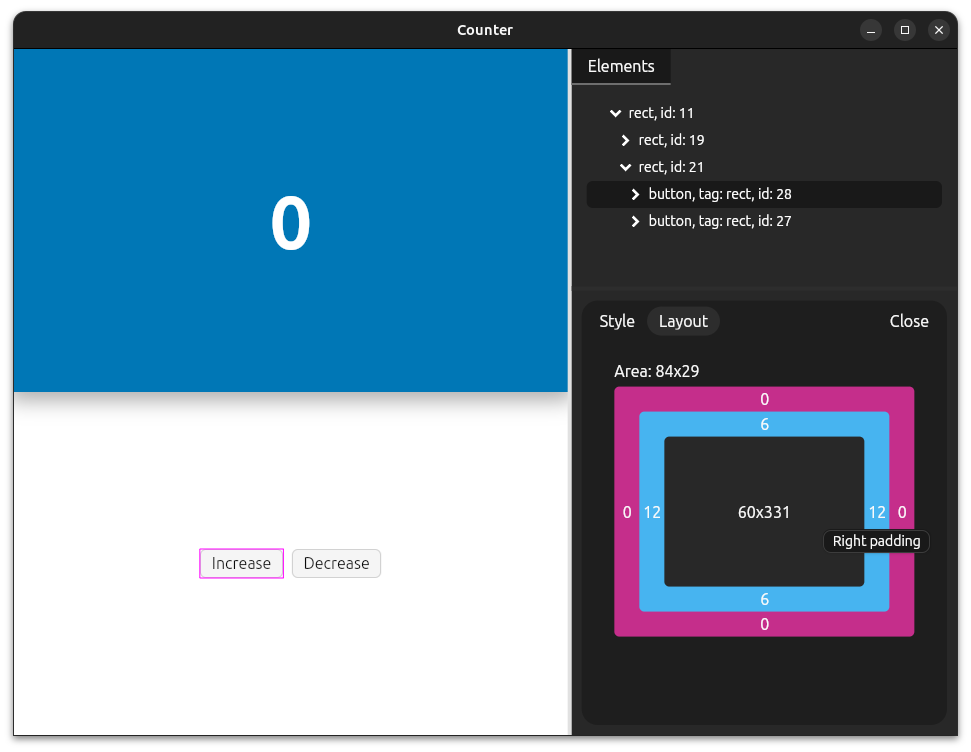 Counter
0
Increase
Decrease
Elements
rect, id: 11
rect, id: 19
rect, id: 21
button, tag: rect, id: 28
button, tag: rect, id: 27
Style
Layout
Close
Area: 84x29
0
6
0 12 60x331 12 0
Right padding
6
0